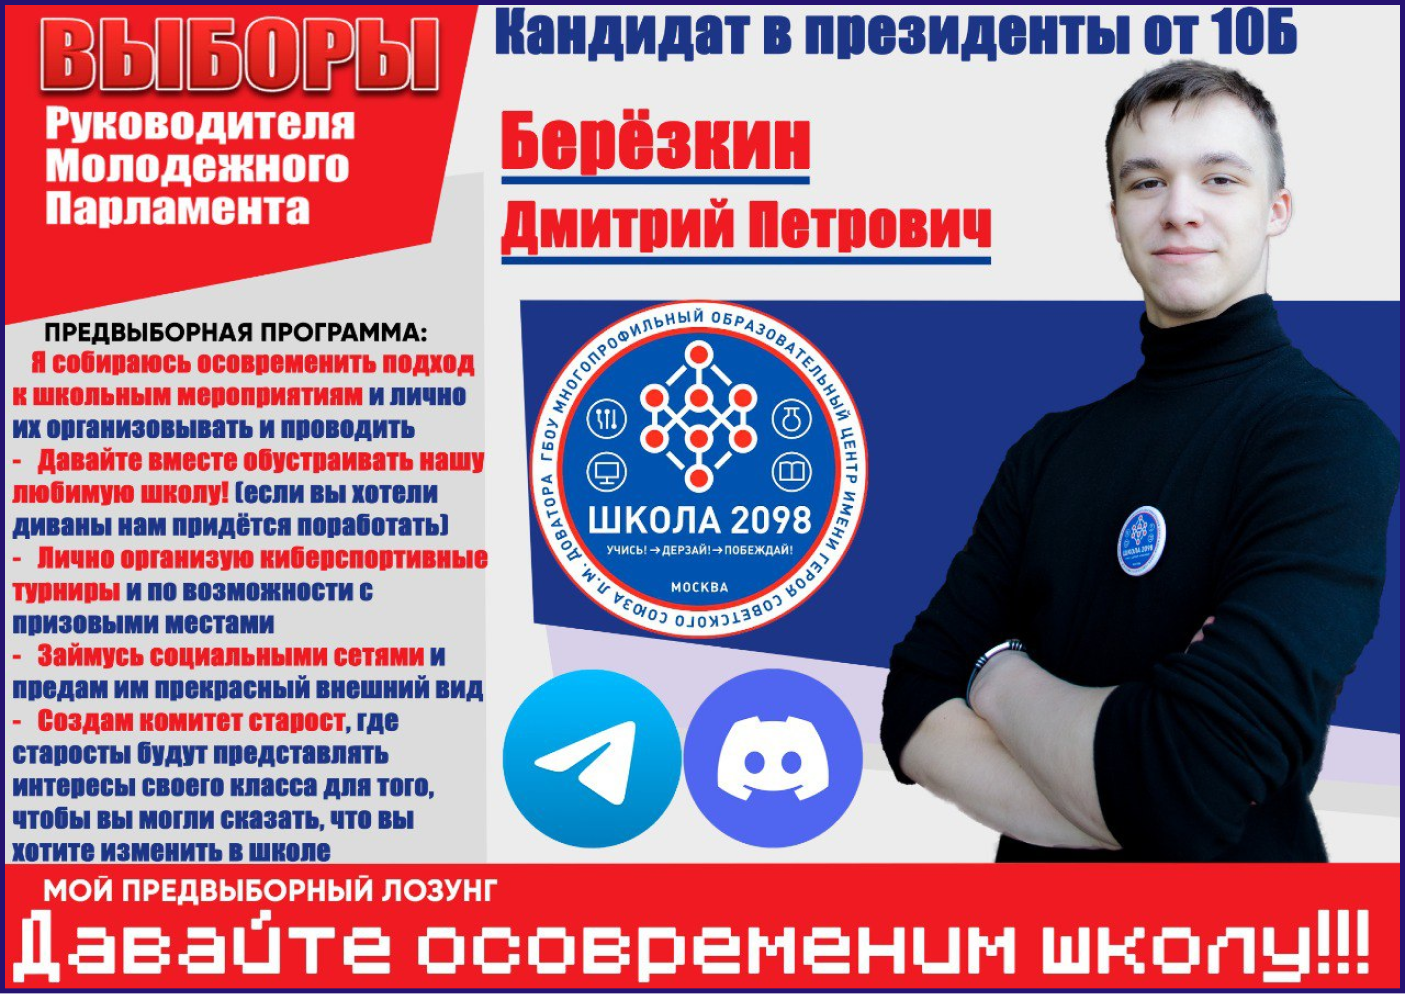 ВЫБОРЫ
Руководителя
Молодежного
Парламента
Кандидат в президенты от 10Б
Берёзкин
Дмитрий Петрович
ПРЕДВЫБОРНАЯ ПРОГРАММА:
Я собираюсь осовременить подход
к школьным мероприятиям и лично
их организовывать и проводить
- Давайте вместе обустраивать нашу
любимую школу! (если вы хотели
диваны нам придётся поработать)
- Лично организую киберспортивные
турниры и по возможности с
призовыми местами
- Займусь социальными сетями и
предам им прекрасный внешний вид
- Создам комитет старост, где
старосты будут представлять
интересы своего класса для того,
чтобы вы могли сказать, что вы
хотите изменить в школе
ГБОУ МНОГОПРОФИЛЬНЫЙ ОБРАЗОВАТЕЛЬНЫЙ ЦЕНТР ИМЕНИ ГЕРОЯ СОВЕТСКОГО СОЮЗА Л.М. ДОВАТОРА
ШКОЛА 2098
УЧИСЬ!→ДЕРЗАЙ!→ПОБЕЖДАЙ!
МОСКВА
ШКОЛА 2098
МОЙ ПРЕДВЫБОРНЫЙ ЛОЗУНГ
Давайте осовременим школу!!!